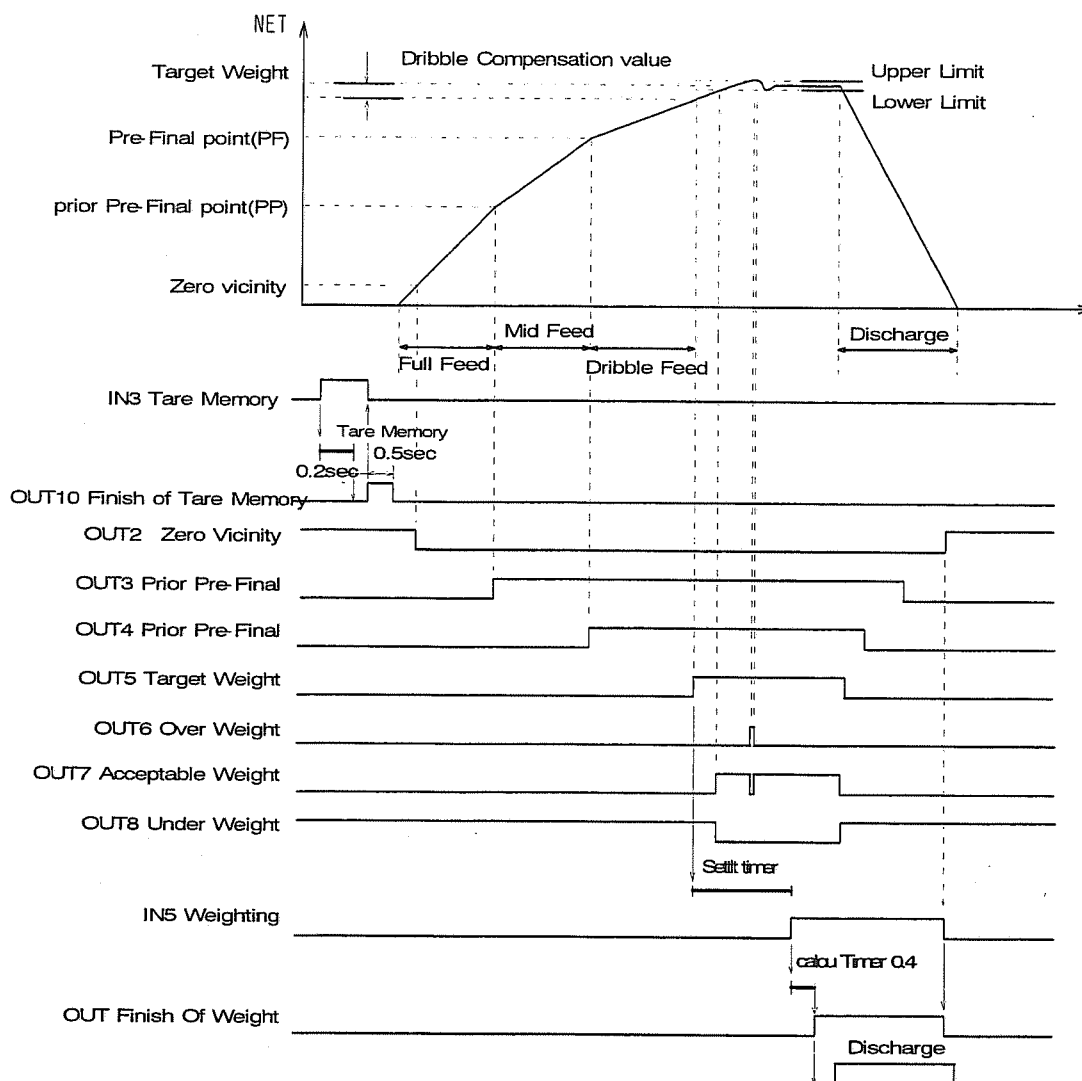 NET
Dribble Compensation value
Target Weight
Upper Limit
Lower Limit
Pre-Final point(PF)
prior Pre-Final point(PP)
Zero vicinity
Mid Feed
Discharge
Full Feed
Dribble Feed
IN3 Tare Memory
Tare Memory
0.5sec
0.2sec
OUT10 Finish of Tare Memory
OUT2 Zero Vicinity
OUT3 Prior Pre-Final
OUT4 Prior Pre-Final
OUT5 Target Weight
OUT6 Over Weight
OUT7 Acceptable Weight
OUT8 Under Weight
Settlt timer
IN5 Weighting
calcu Timer 0.4
OUT Finish Of Weight
Discharge